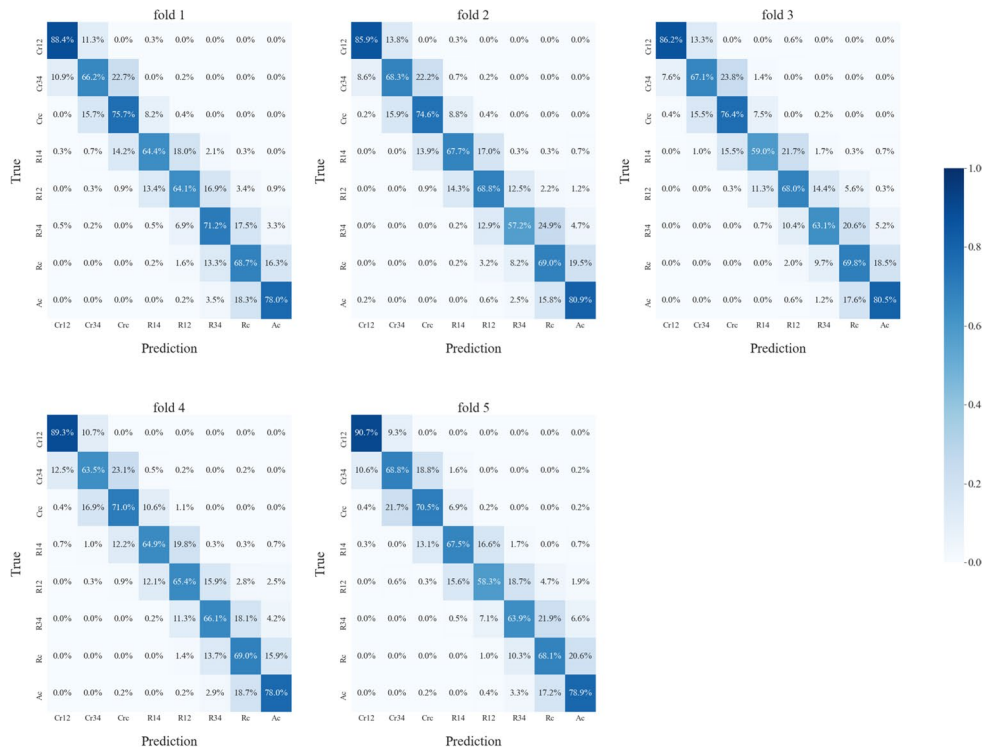 fold 1
Cr12 88.4% 11.3% 0.0% 0.3% 0.0% 0.0% 0.0% 0.0%
Cr34 10.9% 66.2% 22.7% 0.0% 0.2% 0.0% 0.0% 0.0%
Crc 0.0% 15.7% 75.7% 8.2% 0.4% 0.0% 0.0% 0.0%
R14 0.3% 0.7% 14.2% 64.4% 18.0% 2.1% 0.3% 0.0%
R12 0.0% 0.3% 0.9% 13.4% 64.1% 16.9% 3.4% 0.9%
R34 0.5% 0.2% 0.0% 0.5% 6.9% 71.2% 17.5% 3.3%
Rc 0.0% 0.0% 0.0% 0.2% 1.6% 13.3% 68.7% 16.3%
Ac 0.0% 0.0% 0.0% 0.0% 0.2% 3.5% 18.3% 78.0%
Cr12 Cr34 Crc R14 R12 R34 Rc Ac
True
Prediction
fold 2
Cr12 85.9% 13.8% 0.0% 0.3% 0.0% 0.0% 0.0% 0.0%
Cr34 8.6% 68.3% 22.2% 0.7% 0.2% 0.0% 0.0% 0.0%
Crc 0.2% 15.9% 74.6% 8.8% 0.4% 0.0% 0.0% 0.0%
R14 0.0% 0.0% 13.9% 67.7% 17.0% 0.3% 0.3% 0.7%
R12 0.0% 0.0% 0.9% 14.3% 68.8% 12.5% 2.2% 1.2%
R34 0.0% 0.0% 0.0% 0.2% 12.9% 57.2% 24.9% 4.7%
Rc 0.0% 0.0% 0.0% 0.2% 3.2% 8.2% 69.0% 19.5%
Ac 0.2% 0.0% 0.0% 0.0% 0.6% 2.5% 15.8% 80.9%
Cr12 Cr34 Crc R14 R12 R34 Rc Ac
True
Prediction
fold 3
Cr12 86.2% 13.3% 0.0% 0.0% 0.6% 0.0% 0.0% 0.0%
Cr34 7.6% 67.1% 23.8% 1.4% 0.0% 0.0% 0.0% 0.0%
Crc 0.4% 15.5% 76.4% 7.5% 0.0% 0.2% 0.0% 0.0%
R14 0.0% 1.0% 15.5% 59.0% 21.7% 1.7% 0.3% 0.7%
R12 0.0% 0.0% 0.3% 11.3% 68.0% 14.4% 5.6% 0.3%
R34 0.0% 0.0% 0.0% 0.7% 10.4% 63.1% 20.6% 5.2%
Rc 0.0% 0.0% 0.0% 0.0% 2.0% 9.7% 69.8% 18.5%
Ac 0.0% 0.0% 0.0% 0.0% 0.6% 1.2% 17.6% 80.5%
Cr12 Cr34 Crc R14 R12 R34 Rc Ac
True
Prediction
fold 4
Cr12 89.3% 10.7% 0.0% 0.0% 0.0% 0.0% 0.0% 0.0%
Cr34 12.5% 63.5% 23.1% 0.5% 0.2% 0.0% 0.2% 0.0%
Crc 0.4% 16.9% 71.0% 10.6% 1.1% 0.0% 0.0% 0.0%
R14 0.7% 1.0% 12.2% 64.9% 19.8% 0.3% 0.3% 0.7%
R12 0.0% 0.3% 0.9% 12.1% 65.4% 15.9% 2.8% 2.5%
R34 0.0% 0.0% 0.0% 0.2% 11.3% 66.1% 18.1% 4.2%
Rc 0.0% 0.0% 0.0% 0.0% 1.4% 13.7% 69.0% 15.9%
Ac 0.0% 0.0% 0.2% 0.0% 0.2% 2.9% 18.7% 78.0%
Cr12 Cr34 Crc R14 R12 R34 Rc Ac
True
Prediction
fold 5
Cr12 90.7% 9.3% 0.0% 0.0% 0.0% 0.0% 0.0% 0.0%
Cr34 10.6% 68.8% 18.8% 1.6% 0.0% 0.0% 0.0% 0.2%
Crc 0.4% 21.7% 70.5% 6.9% 0.2% 0.0% 0.0% 0.2%
R14 0.3% 0.0% 13.1% 67.5% 16.6% 1.7% 0.0% 0.7%
R12 0.0% 0.6% 0.3% 15.6% 58.3% 18.7% 4.7% 1.9%
R34 0.0% 0.0% 0.0% 0.5% 7.1% 63.9% 21.9% 6.6%
Rc 0.0% 0.0% 0.0% 0.0% 1.0% 10.3% 68.1% 20.6%
Ac 0.0% 0.0% 0.2% 0.0% 0.4% 3.3% 17.2% 78.9%
Cr12 Cr34 Crc R14 R12 R34 Rc Ac
True
Prediction
1.0
0.8
0.6
0.4
0.2
0.0